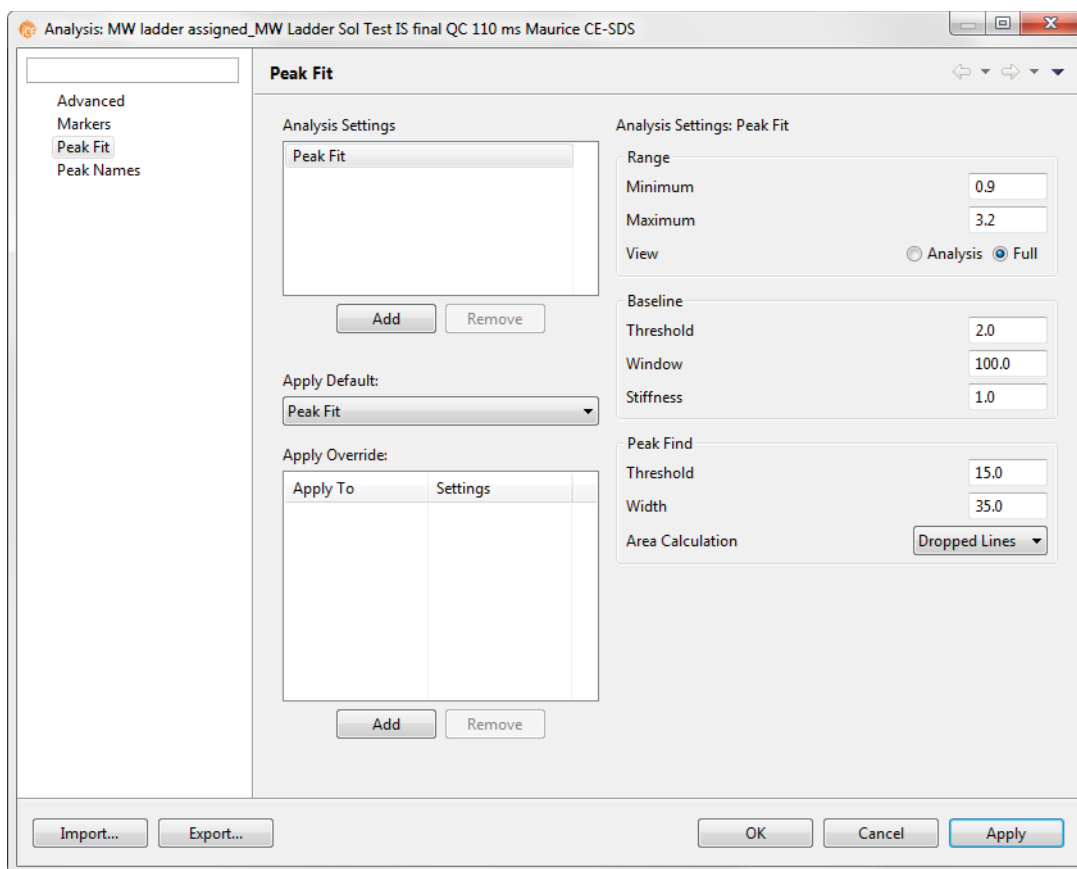 Analysis: MW ladder assigned_MW Ladder Sol Test IS final QC 110 ms Maurice CE-SDS
Advanced
Markers
Peak Fit
Peak Names
Peak Fit
Analysis Settings
Peak Fit
Add Remove
Apply Default:
Peak Fit
Apply Override:
Apply To Settings
Add Remove
Analysis Settings: Peak Fit
Range
Minimum 0.9
Maximum 3.2
View Analysis Full
Baseline
Threshold 2.0
Window 100.0
Stiffness 1.0
Peak Find
Threshold 15.0
Width 35.0
Area Calculation Dropped Lines
Import... Export... OK Cancel Apply